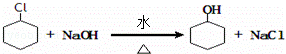 Cl OH
+ NaOH 水 + NaCl
△